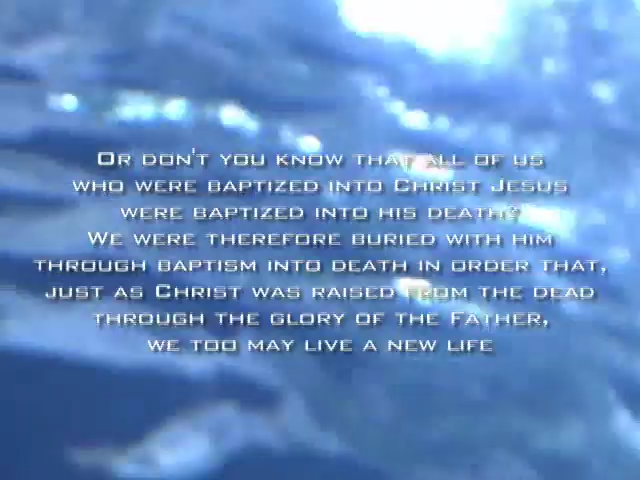 Or don't you know that all of us
who were baptized into Christ Jesus
were baptized into his death?
We were therefore buried with him
through baptism into death in order that,
just as Christ was raised from the dead
through the glory of the Father,
we too may live a new life